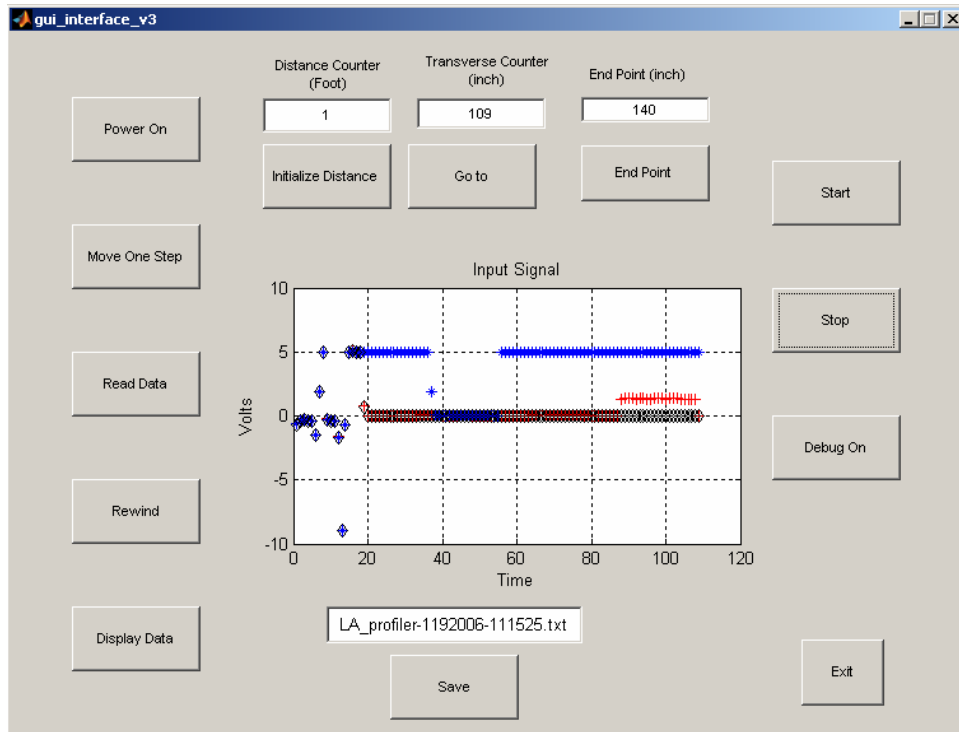 gui_interface_v3
Distance Counter
(Foot)
Transverse Counter
(inch)
End Point (inch)
1
109
140
Power On
Initialize Distance
Go to
End Point
Start
Move One Step
Input Signal
Stop
Read Data
Debug On
Rewind
Volts
10
5
0
-5
-10
0
20
40
60
80
100
120
Time
Display Data
LA_profiler-1192006-111525.txt
Save
Exit